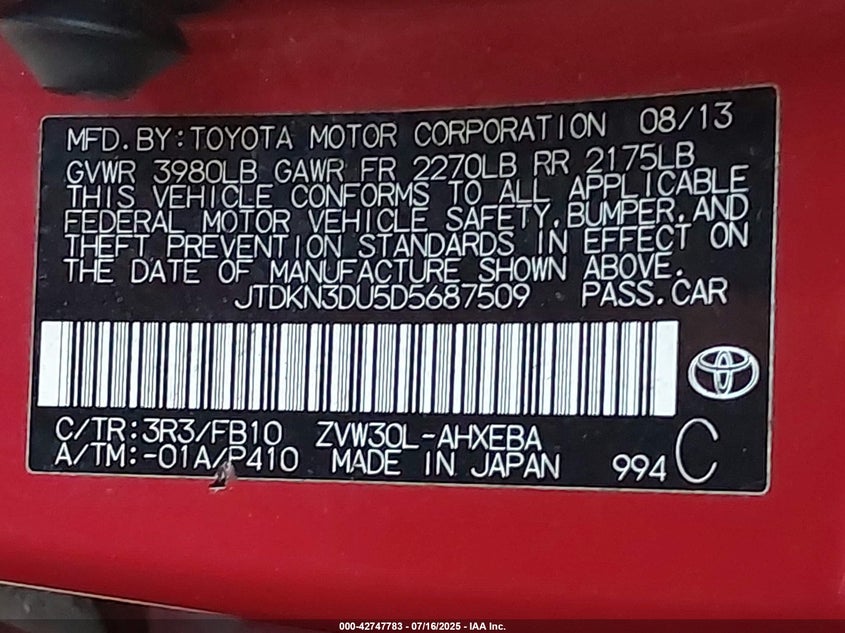 MFD. BY: TOYOTA MOTOR CORPORATION 08/13
GVWR 3980LB GAWR FR 2270LB RR 2175LB
THIS VEHICLE CONFORMS TO ALL APPLICABLE
FEDERAL MOTOR VEHICLE SAFETY, BUMPER, AND
THEFT PREVENTION STANDARDS IN EFFECT ON
THE DATE OF MANUFACTURE SHOWN ABOVE.
JTDKN3DU5D5687509 PASS. CAR
C/TR: 3R3/FB10 ZVW30L-AHXEBA
A/TM: -01A/P410 MADE IN JAPAN 994 C
000-42747783 - 07/16/2025 - IAA Inc.